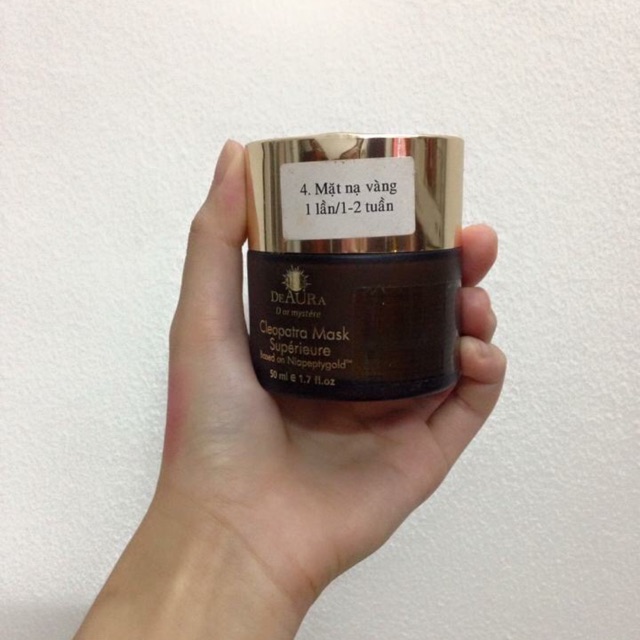 4. Mặt nạ vàng
1 lần/1-2 tuần
DEAURA
D'or mystère
Cleopatra Mask
Supérieure
based on Niapeptygold™
50 ml e 1.7 fl.oz